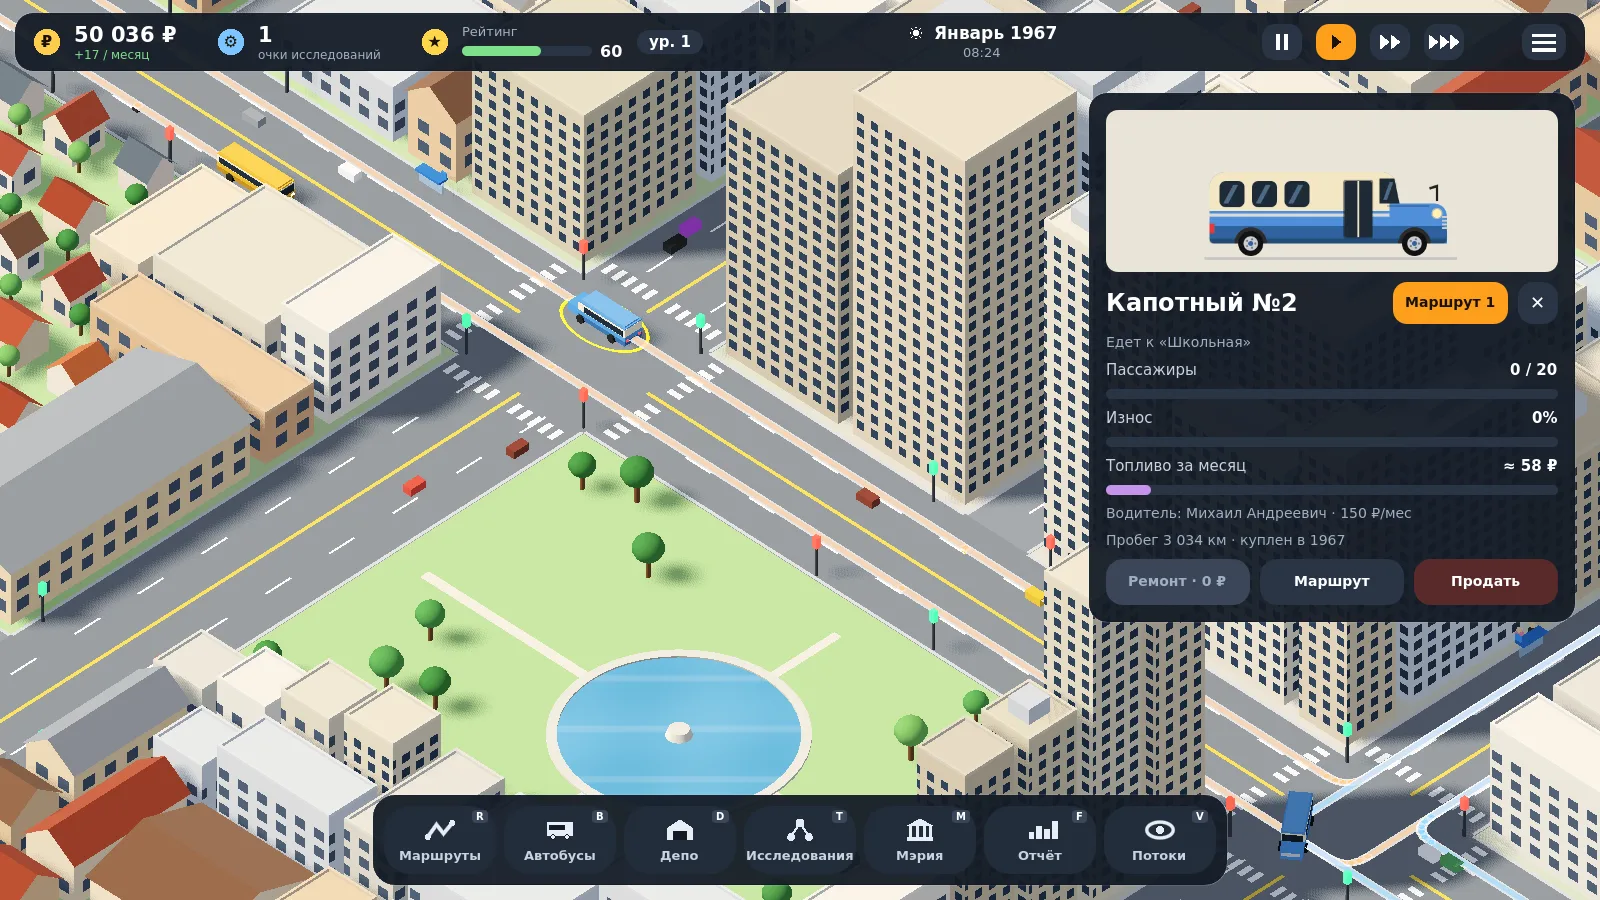 50 036 ₽
+17 / месяц
1
очки исследований
Рейтинг
60
ур. 1
Январь 1967
08:24
Капотный №2
Маршрут 1
Едет к «Школьная»
Пассажиры 0 / 20
Износ 0%
Топливо за месяц ≈ 58 ₽
Водитель: Михаил Андреевич · 150 ₽/мес
Пробег 3 034 км · куплен в 1967
Ремонт · 0 ₽
Маршрут
Продать
R
Маршруты
B
Автобусы
D
Депо
T
Исследования
M
Мэрия
F
Отчёт
V
Потоки